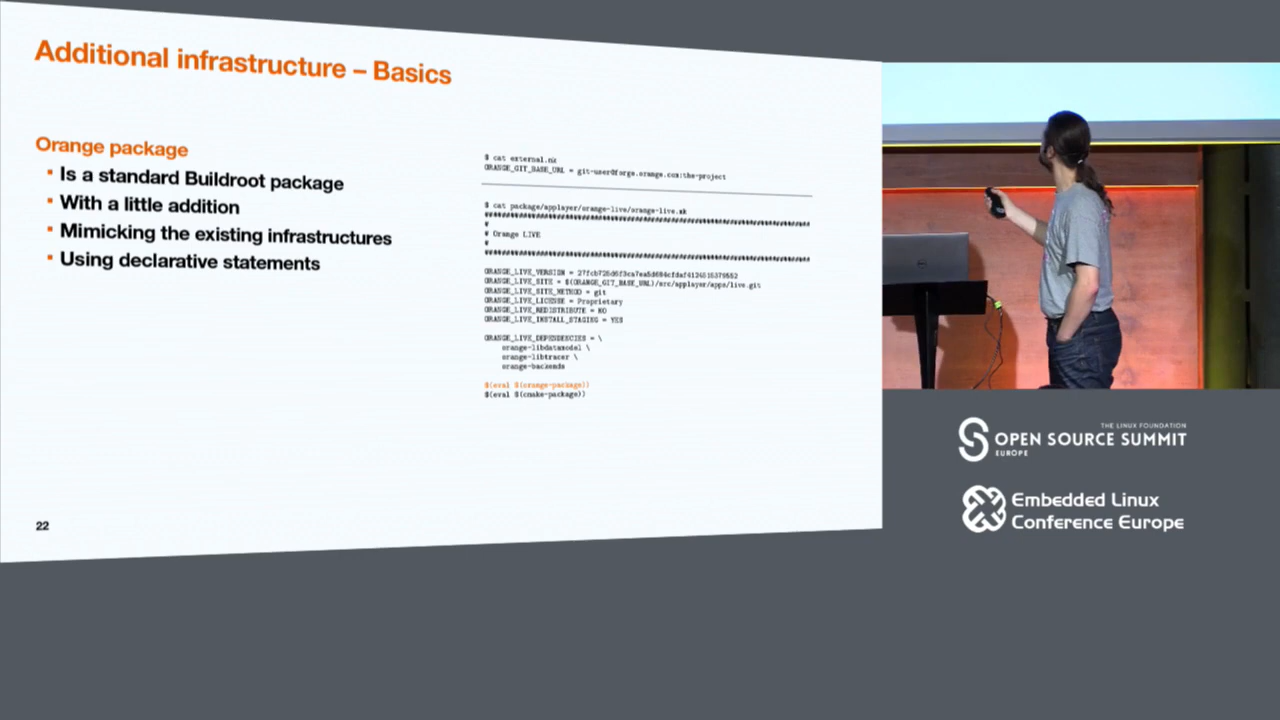 Additional infrastructure – Basics
Orange package
Is a standard Buildroot package
With a little addition
Mimicking the existing infrastructures
Using declarative statements
$ cat external.mk
ORANGE_GIT_BASE_URL = git-user@forge.orange.com:the-project
$ cat package/applayer/orange-live/orange-live.mk
#
# Orange LIVE
#
ORANGE_LIVE_VERSION =
ORANGE_LIVE_SITE = $(ORANGE_GIT_BASE_URL)/src/applayer/apps/live.git
ORANGE_LIVE_SITE_METHOD = git
ORANGE_LIVE_LICENSE = Proprietary
ORANGE_LIVE_REDISTRIBUTE = NO
ORANGE_LIVE_INSTALL_STAGING = YES
ORANGE_LIVE_DEPENDENCIES = \
orange-libdatamodel \
orange-libtracer \
orange-backends
$(eval $(orange-package))
$(eval $(cmake-package))
22
THE LINUX FOUNDATION
OPEN SOURCE SUMMIT
EUROPE
Embedded Linux
Conference Europe